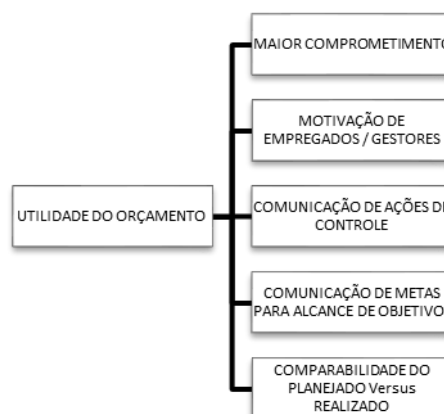 MAIOR COMPROMETIMENTO
MOTIVAÇÃO DE
EMPREGADOS / GESTORES
UTILIDADE DO ORÇAMENTO
COMUNICAÇÃO DE AÇÕES DE
CONTROLE
COMUNICAÇÃO DE METAS
PARA ALCANCE DE OBJETIVO
COMPARABILIDADE DO
PLANEJADO Versus
REALIZADO